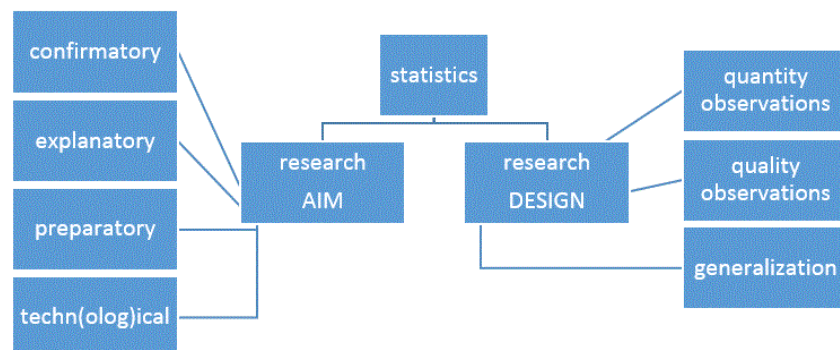 confirmatory
explanatory
preparatory
techn(olog)ical
statistics
research
AIM
research
DESIGN
quantity
observations
quality
observations
generalization